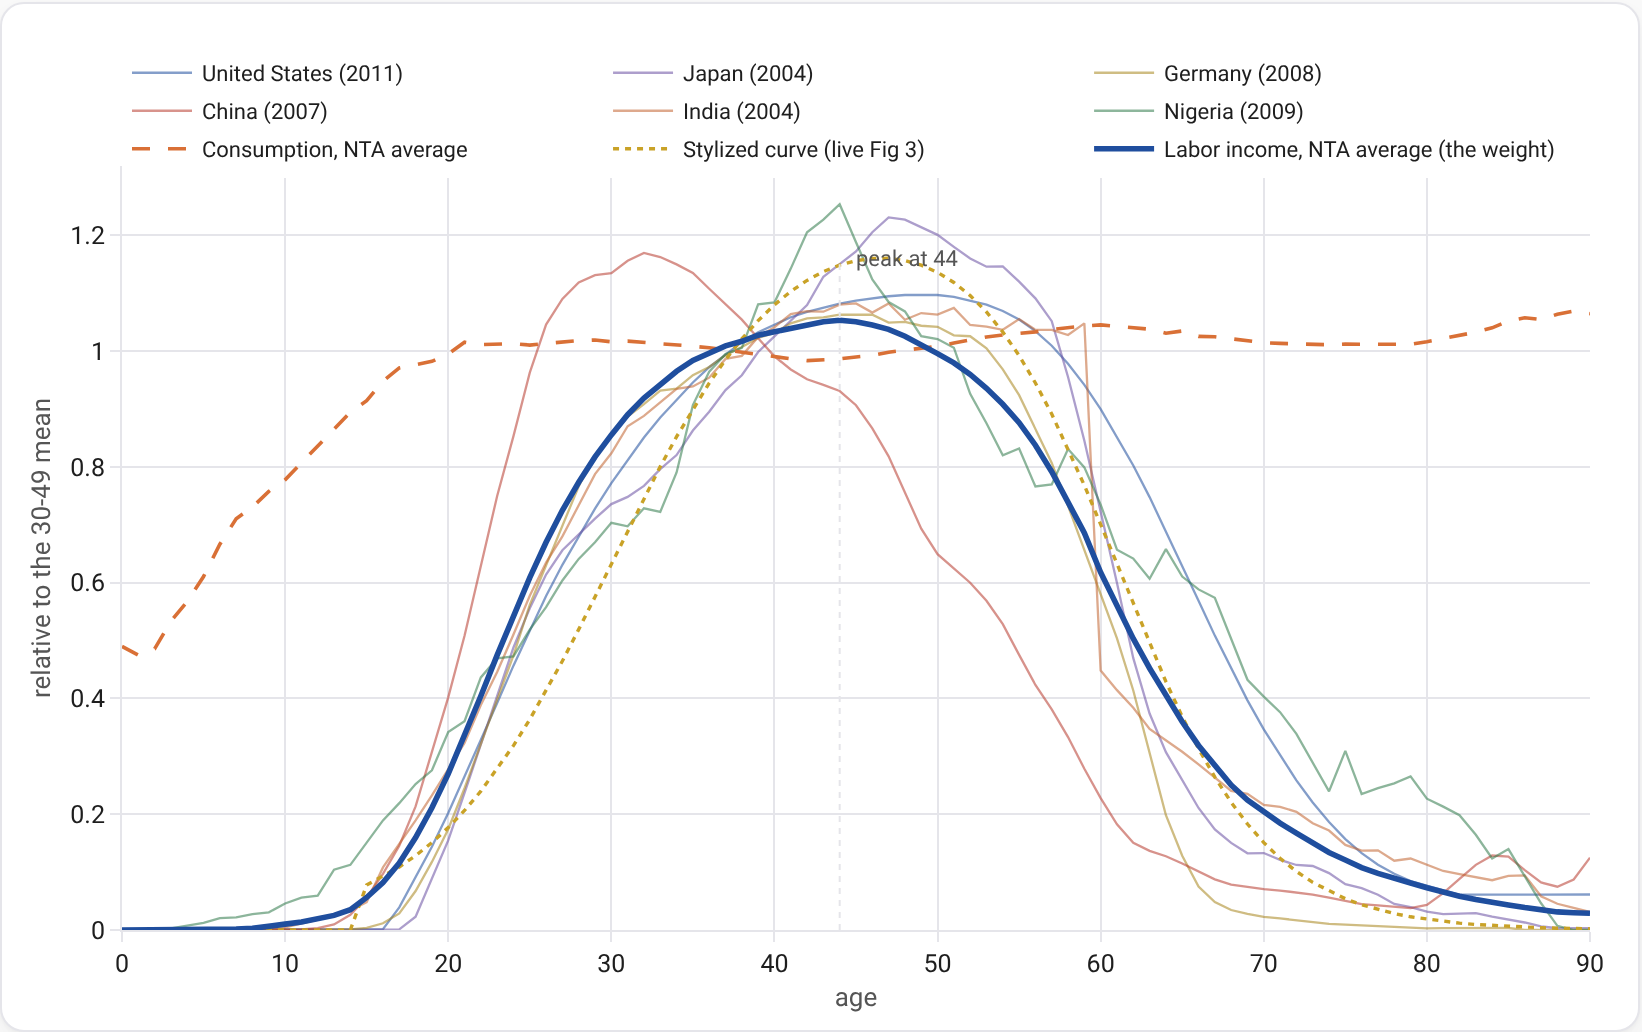 United States (2011)
Japan (2004)
Germany (2008)
China (2007)
India (2004)
Nigeria (2009)
Consumption, NTA average
Stylized curve (live Fig 3)
Labor income, NTA average (the weight)
relative to the 30-49 mean
1.2
1
0.8
0.6
0.4
0.2
0
peak at 44
0
10
20
30
40
50
60
70
80
90
age